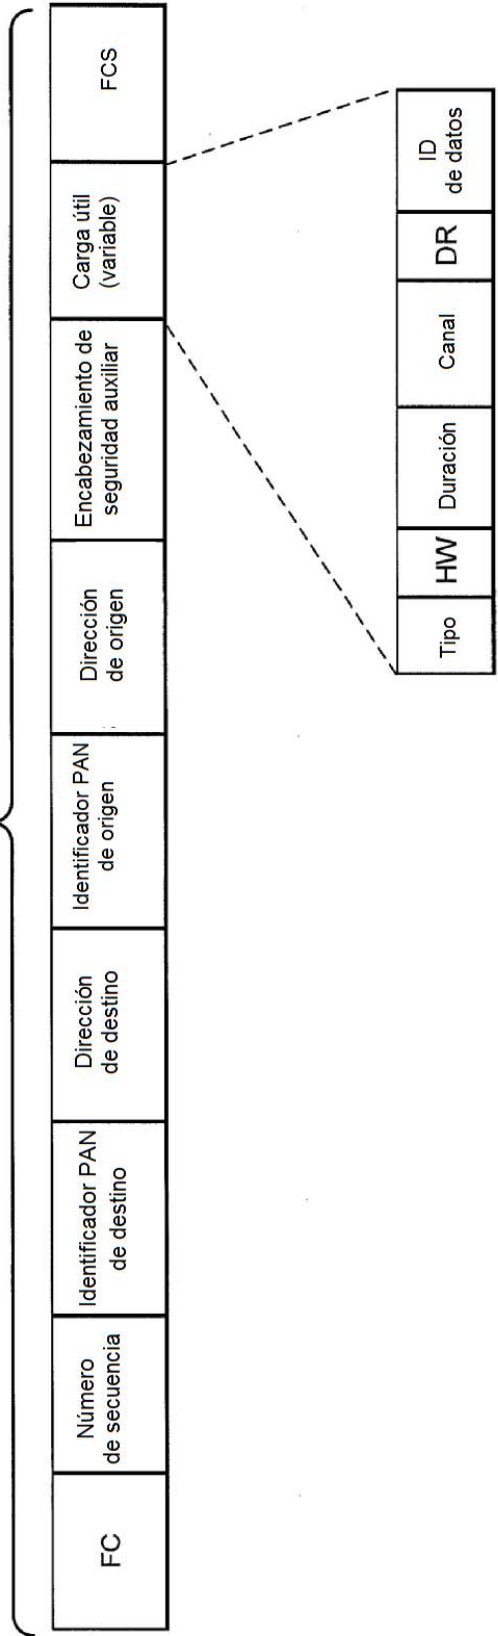 FC
Número
de secuencia
Identificador PAN
de destino
Dirección
de destino
Identificador PAN
de origen
Dirección
de origen
Encabezamiento de
seguridad auxiliar
Carga útil
(variable)
FCS
Tipo
HW
Duración
Canal
DR
ID
de datos